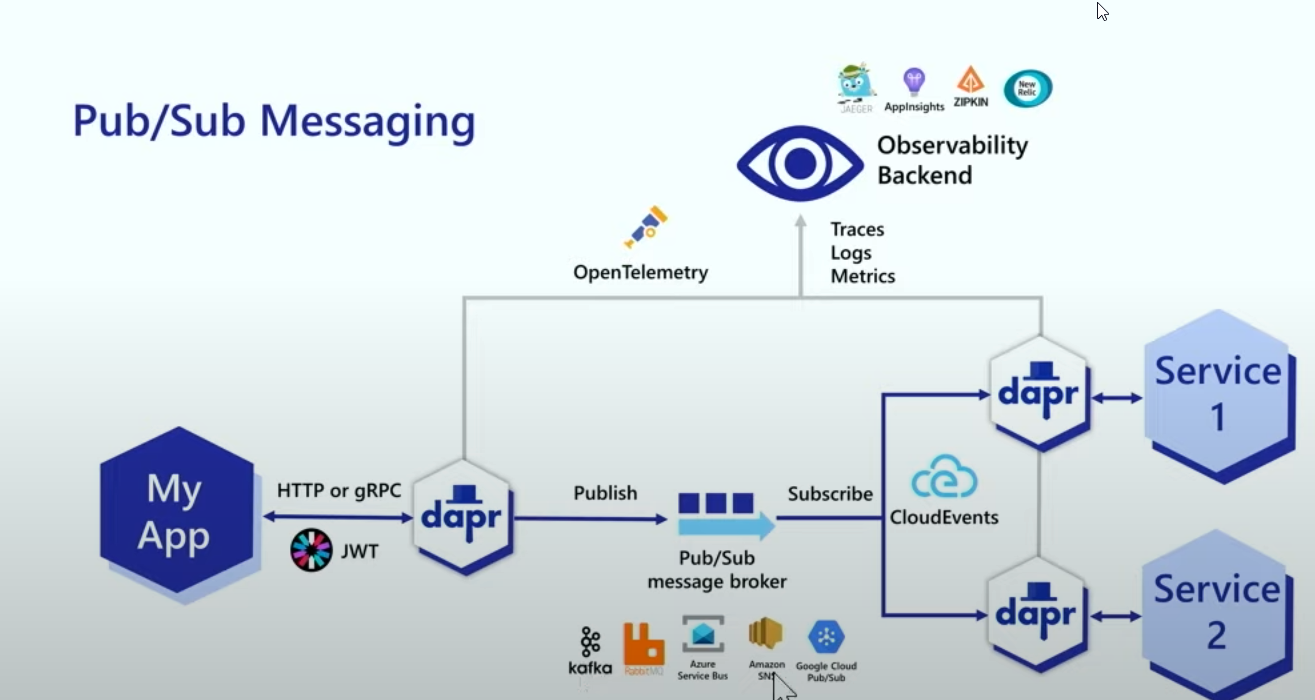 Pub/Sub Messaging
JAEGER
AppInsights
ZIPKIN
New
Relic
Observability
Backend
OpenTelemetry
Traces
Logs
Metrics
My
App
HTTP or gRPC
JWT
dapr
Publish
Pub/Sub
message broker
Subscribe
CloudEvents
dapr
Service
1
dapr
Service
2
kafka
RabbitMQ
Azure
Service Bus
Amazon
SNS
Google Cloud
Pub/Sub